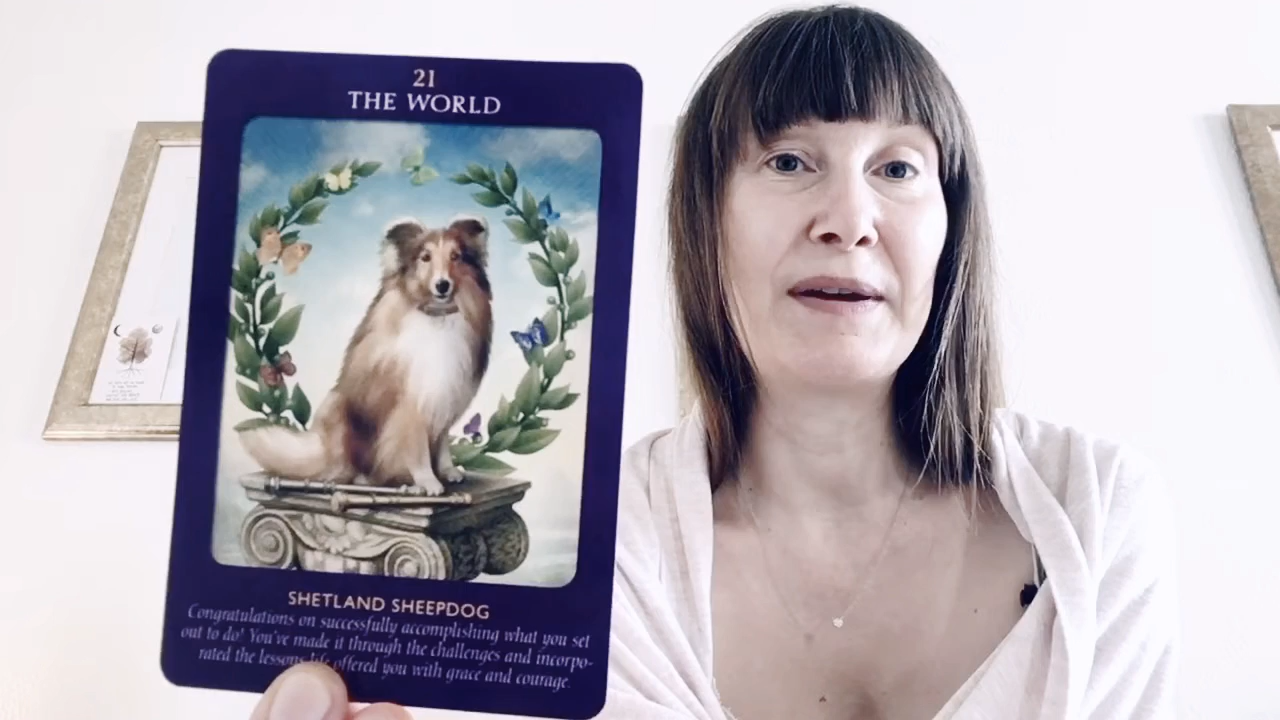 21
THE WORLD
SHETLAND SHEEPDOG
Congratulations on successfully accomplishing what you set
out to do! You've made it through the challenges and incorpo-
rated the lessons life offered you with grace and courage.